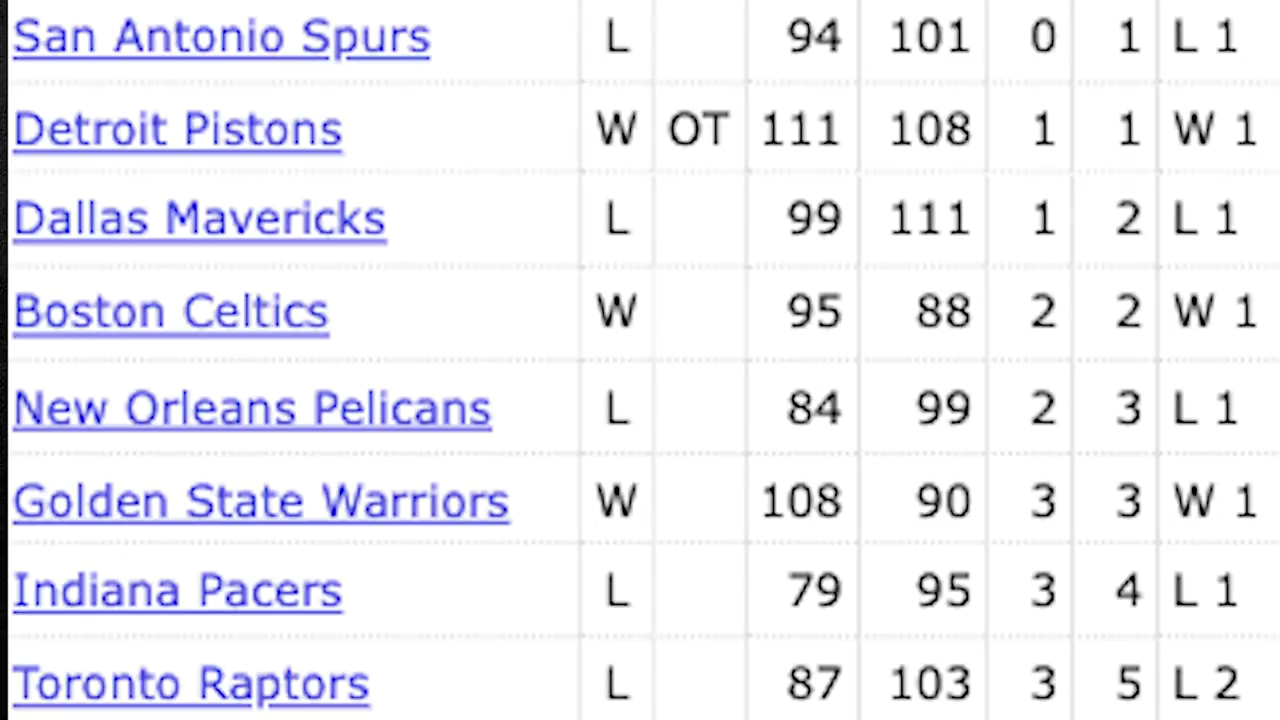 San Antonio Spurs L 94 101 0 1 L 1
Detroit Pistons W OT 111 108 1 1 W 1
Dallas Mavericks L 99 111 1 2 L 1
Boston Celtics W 95 88 2 2 W 1
New Orleans Pelicans L 84 99 2 3 L 1
Golden State Warriors W 108 90 3 3 W 1
Indiana Pacers L 79 95 3 4 L 1
Toronto Raptors L 87 103 3 5 L 2